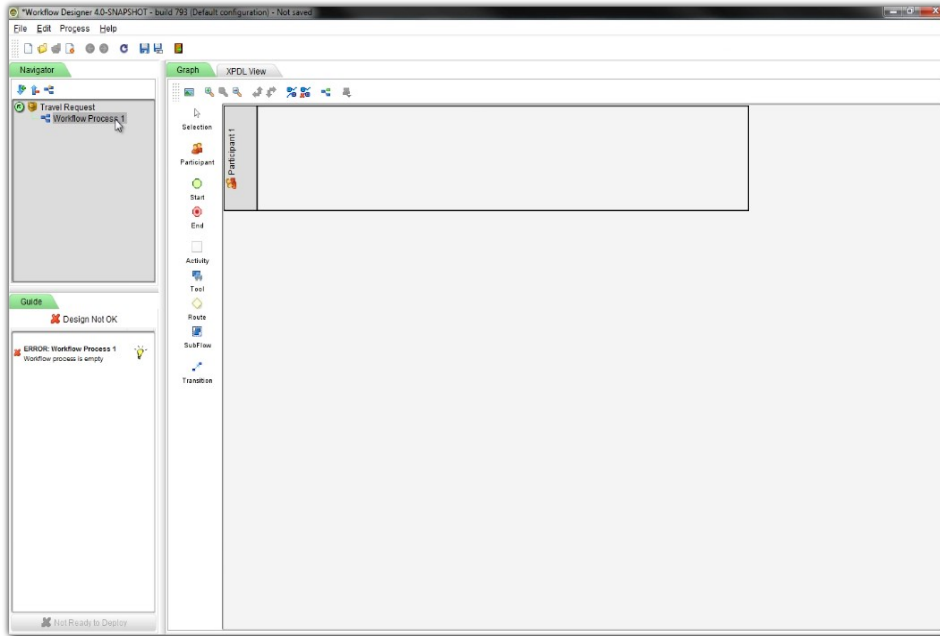 *Workflow Designer 4.0-SNAPSHOT - build 793 (Default configuration) - Not saved
File Edit Process Help
Navigator
Travel Request
Workflow Process 1
Guide
Design Not OK
ERROR: Workflow Process 1
Workflow process is empty
Not Ready to Deploy
Graph XPDL View
Selection
Participant
Start
End
Activity
Tool
Route
SubFlow
Transition
Participant 1